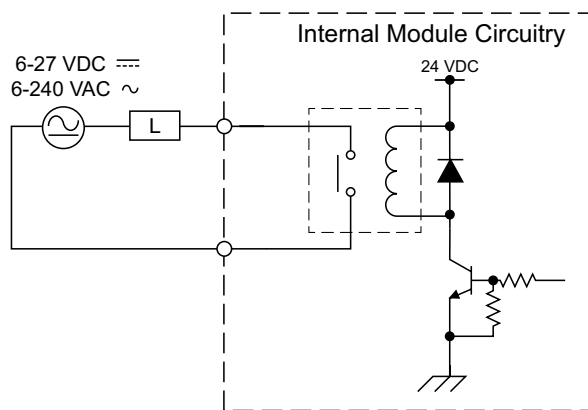 Internal Module Circuitry
6-27 VDC ⎓
6-240 VAC ∿
24 VDC
L